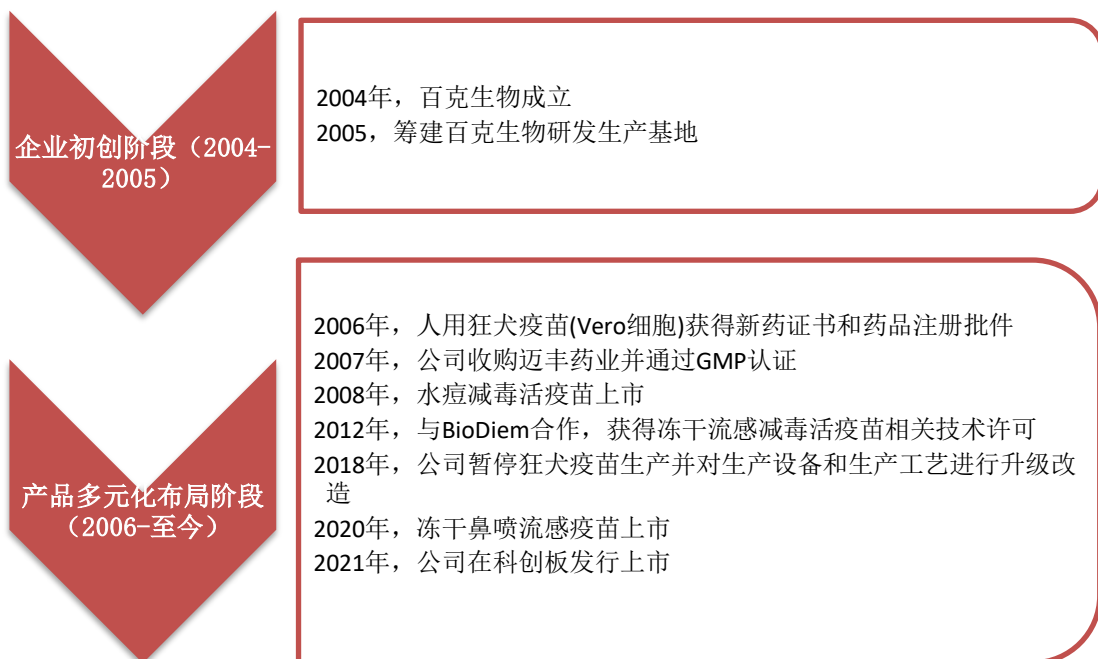 企业初创阶段（2004-
2005）
2004年，百克生物成立
2005，筹建百克生物研发生产基地
产品多元化布局阶段
（2006-至今）
2006年，人用狂犬疫苗(Vero细胞)获得新药证书和药品注册批件
2007年，公司收购迈丰药业并通过GMP认证
2008年，水痘减毒活疫苗上市
2012年，与BioDiem合作，获得冻干流感减毒活疫苗相关技术许可
2018年，公司暂停狂犬疫苗生产并对生产设备和生产工艺进行升级改
造
2020年，冻干鼻喷流感疫苗上市
2021年，公司在科创板发行上市